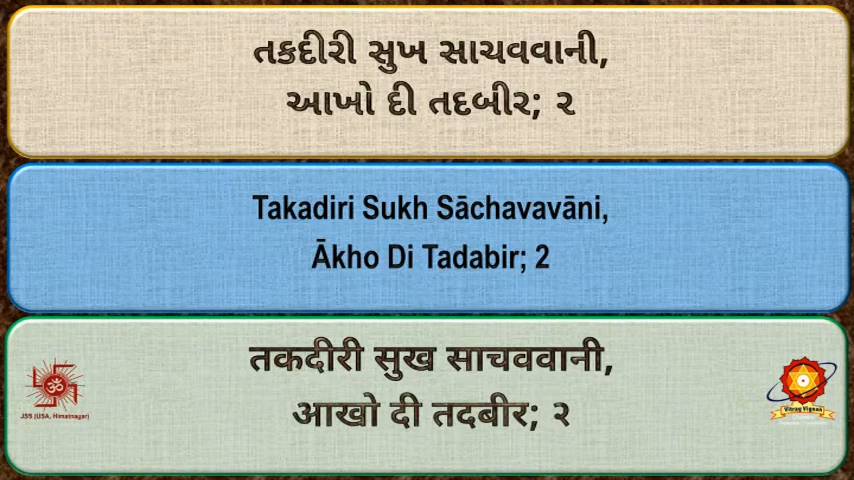 તકદીરી સુખ સાચવવાની,
આખો દી તદબીર; ૨
Takadiri Sukh Sāchavavāni,
Ākho Di Tadabir; 2
तकदीरी सुख साचववानी,
आखो दी तदबीर; २
ॐ
JSS (USA, Himatnagar)
Vitrag Vignan